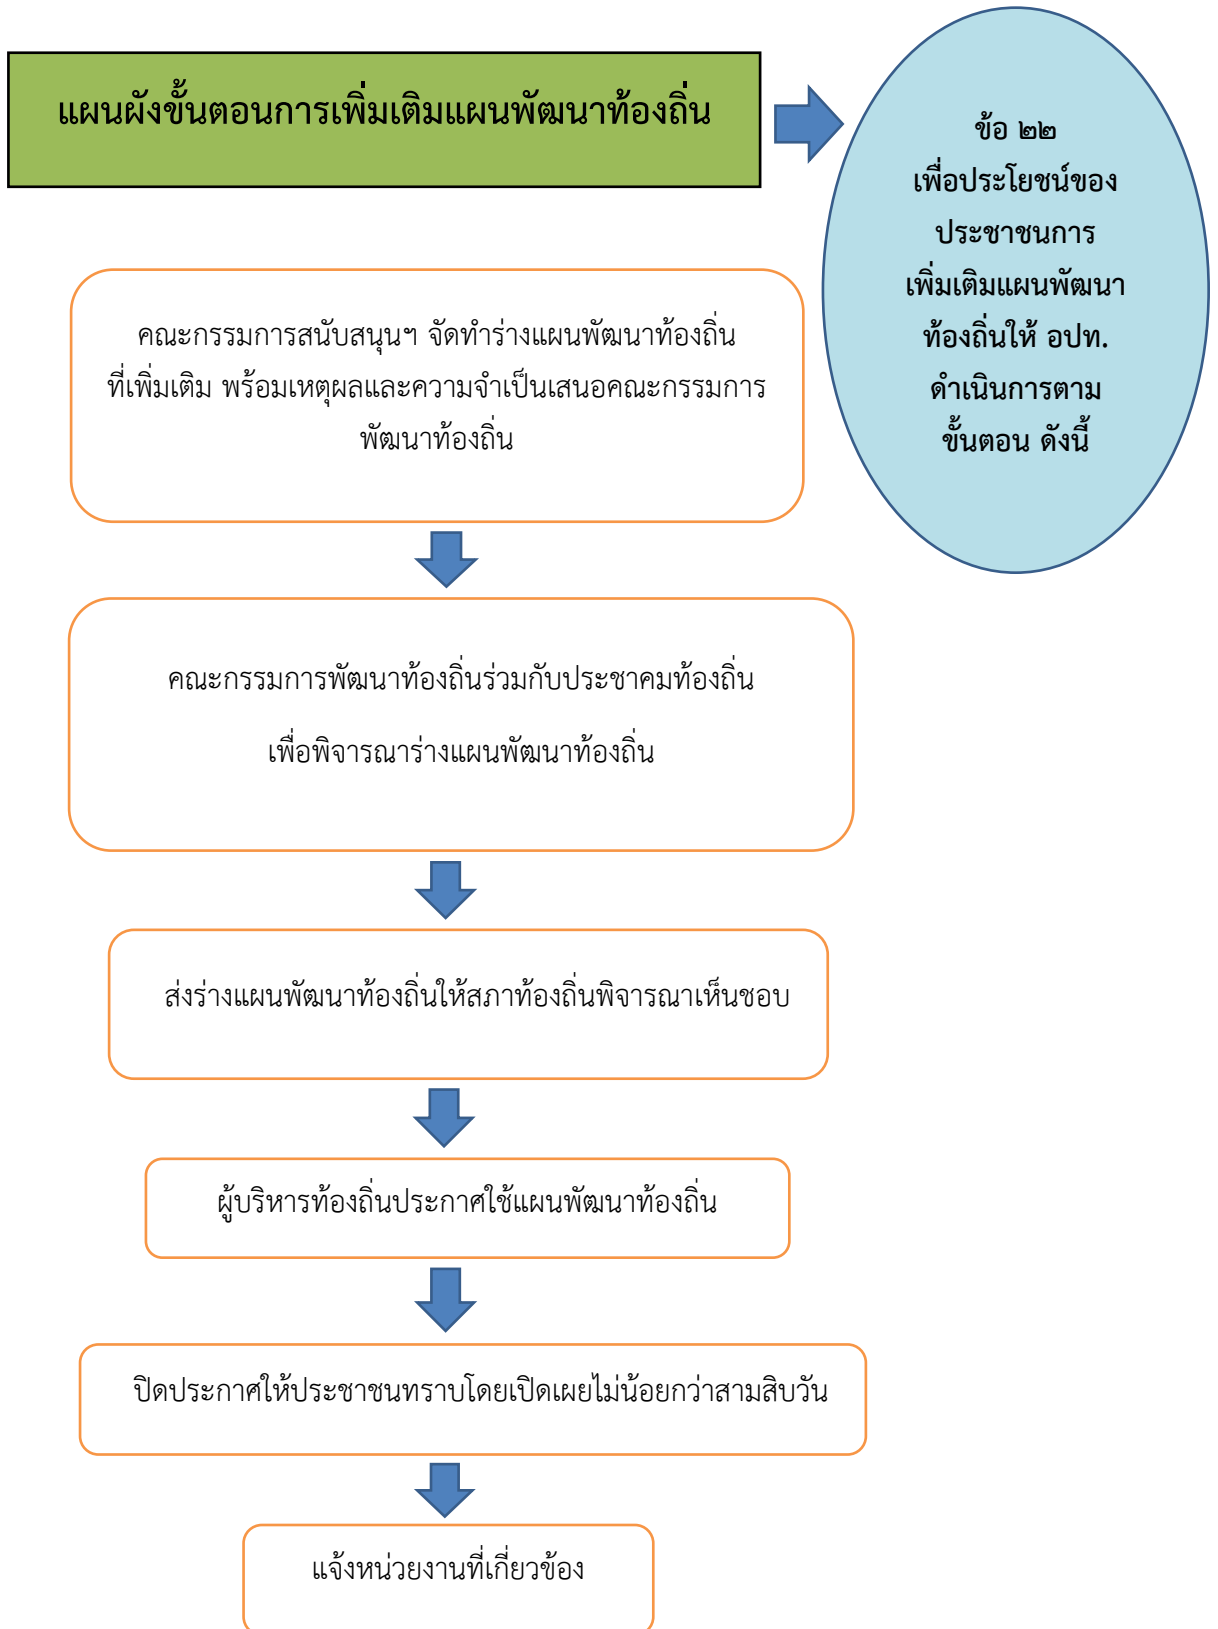 แผนผังขั้นตอนการเพิ่มเติมแผนพัฒนาท้องถิ่น
ข้อ ๒๒
เพื่อประโยชน์ของ
ประชาชนการ
เพิ่มเติมแผนพัฒนา
ท้องถิ่นให้ อปท.
ดำเนินการตาม
ขั้นตอน ดังนี้
คณะกรรมการสนับสนุนฯ จัดทำร่างแผนพัฒนาท้องถิ่น
ที่เพิ่มเติม พร้อมเหตุผลและความจำเป็นเสนอคณะกรรมการ
พัฒนาท้องถิ่น
คณะกรรมการพัฒนาท้องถิ่นร่วมกับประชาคมท้องถิ่น
เพื่อพิจารณาร่างแผนพัฒนาท้องถิ่น
ส่งร่างแผนพัฒนาท้องถิ่นให้สภาท้องถิ่นพิจารณาเห็นชอบ
ผู้บริหารท้องถิ่นประกาศใช้แผนพัฒนาท้องถิ่น
ปิดประกาศให้ประชาชนทราบโดยเปิดเผยไม่น้อยกว่าสามสิบวัน
แจ้งหน่วยงานที่เกี่ยวข้อง